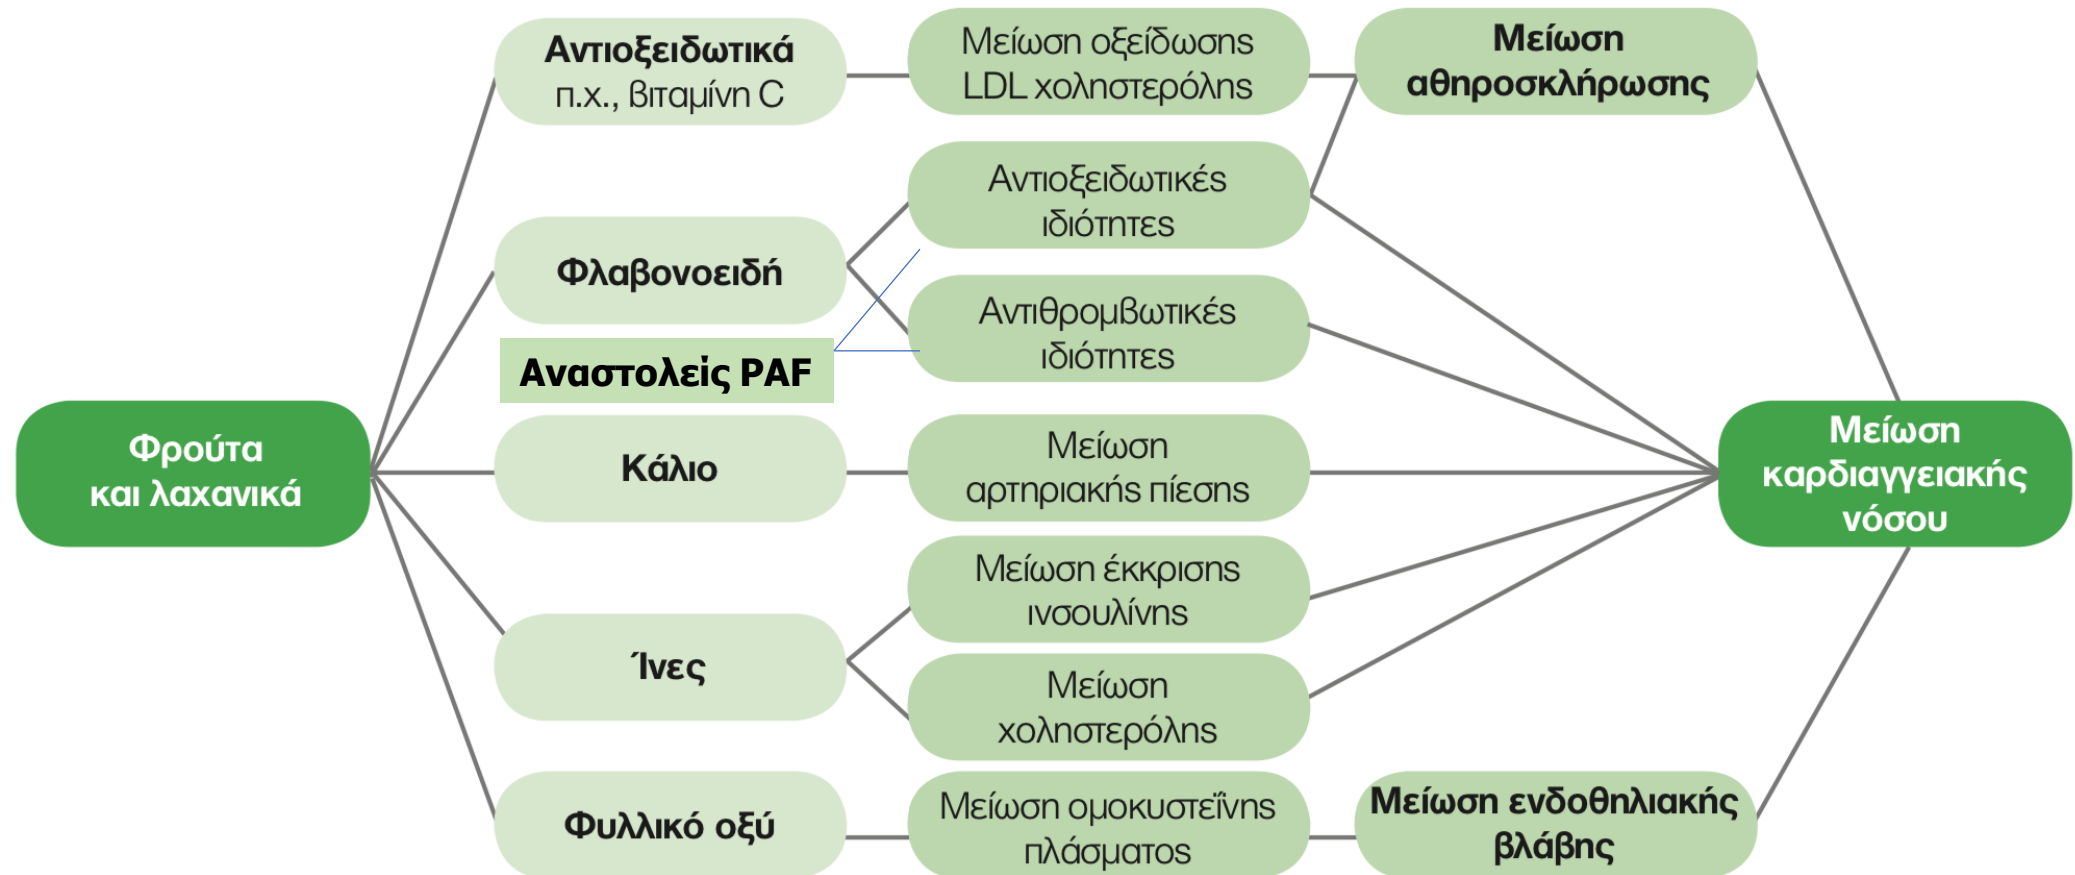 Φρούτα
και λαχανικά
Αντιοξειδωτικά
π.χ., βιταμίνη C
Φλαβονοειδή
Αναστολείς PAF
Κάλιο
Ίνες
Φυλλικό οξύ
Μείωση οξείδωσης
LDL χοληστερόλης
Αντιοξειδωτικές
ιδιότητες
Αντιθρομβωτικές
ιδιότητες
Μείωση
αρτηριακής πίεσης
Μείωση έκκρισης
ινσουλίνης
Μείωση
χοληστερόλης
Μείωση ομοκυστεΐνης
πλάσματος
Μείωση
αθηροσκλήρωσης
Μείωση ενδοθηλιακής
βλάβης
Μείωση
καρδιαγγειακής
νόσου